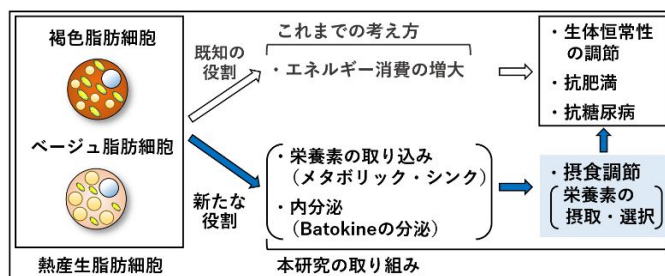 褐色脂肪細胞
ベージュ脂肪細胞
熱産生脂肪細胞
既知の
役割
新たな
役割
これまでの考え方
・エネルギー消費の増大
・栄養素の取り込み
（メタボリック・シンク）
・内分泌
（Batokineの分泌）
本研究の取り組み
・生体恒常性
の調節
・抗肥満
・抗糖尿病
・摂食調節
栄養素の
摂取・選択